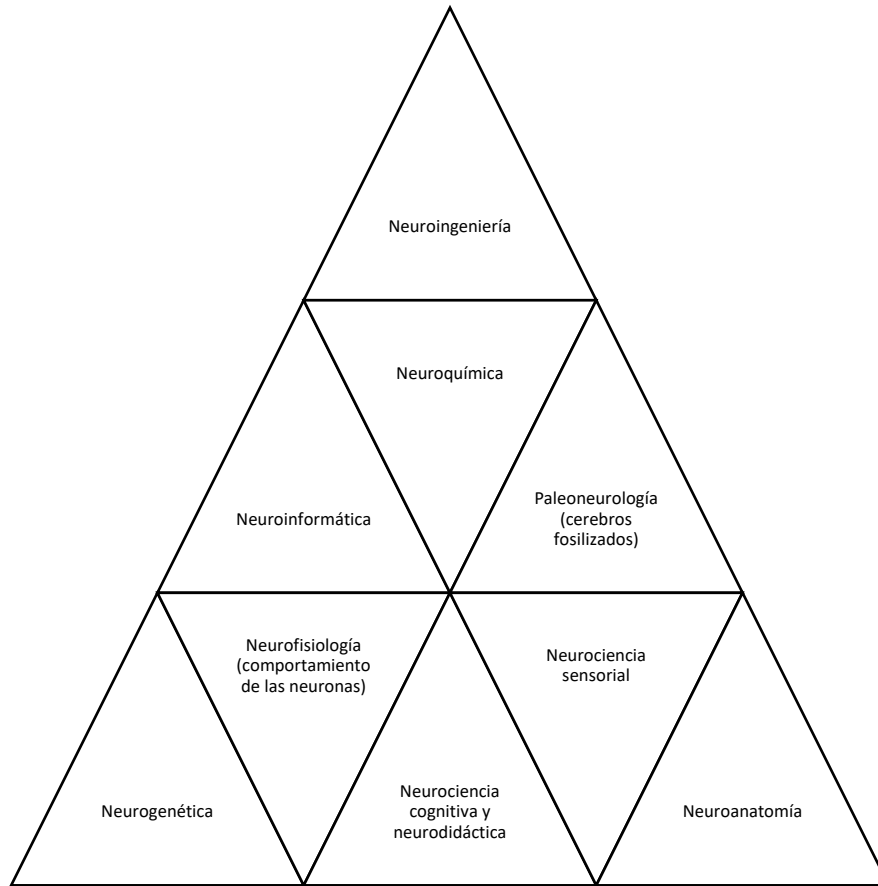 Neuroingeniería
Neuroquímica
Neuroinformática
Paleoneurología
(cerebros
fosilizados)
Neurofisiología
(comportamiento
de las neuronas)
Neurociencia
sensorial
Neurogenética
Neurociencia
cognitiva y
neurodidáctica
Neuroanatomía